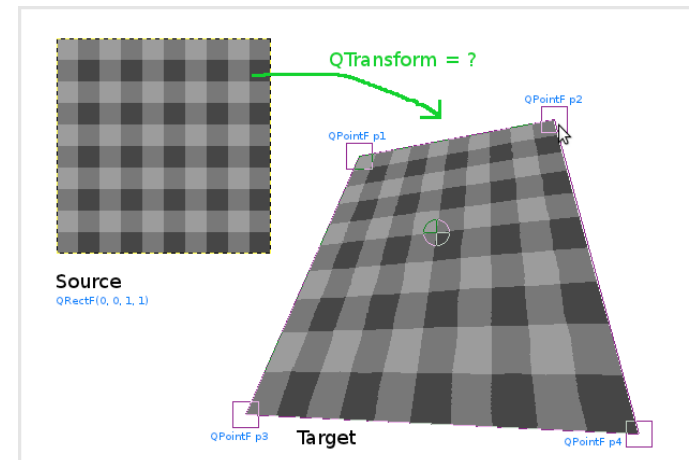 QTransform = ?
QPointF p2
QPointF p1
Source
QRectF(0, 0, 1, 1)
QPointF p3
Target
QPointF p4